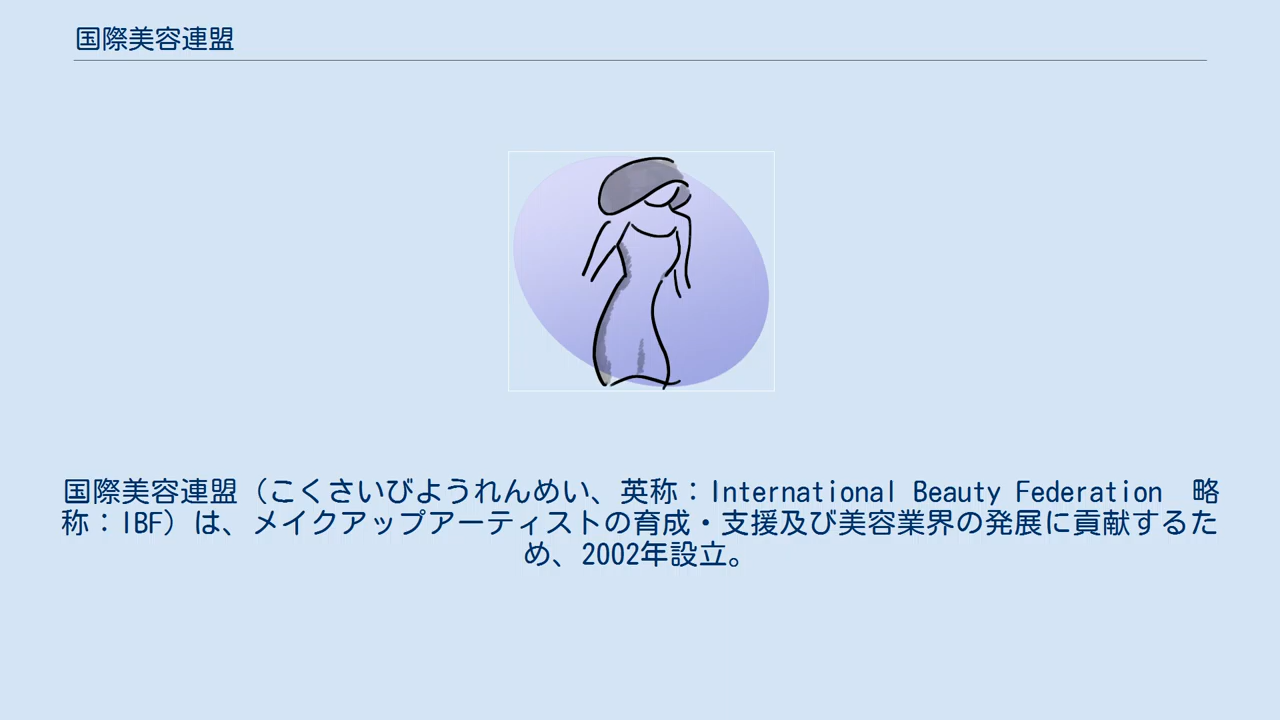 国際美容連盟
国際美容連盟（こくさいびようれんめい、英称：International Beauty Federation　略
称：IBF）は、メイクアップアーティストの育成・支援及び美容業界の発展に貢献するた
め、2002年設立。